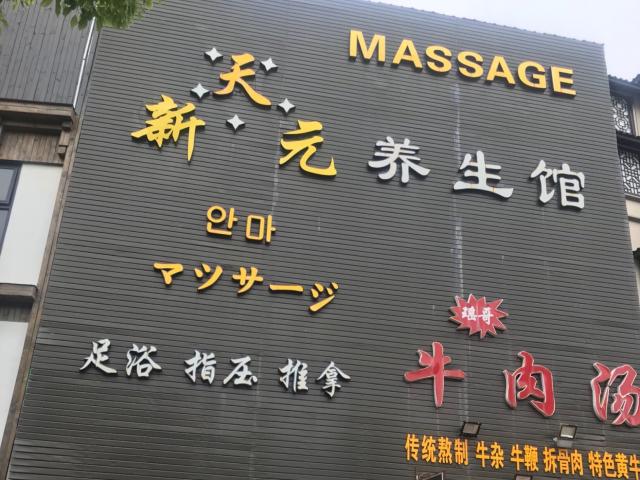 MASSAGE
新天元养生馆
안마
マッサージ
足浴 指压 推拿
瑶哥
牛肉汤
传统熬制 牛杂 牛鞭 拆骨肉 特色黄牛